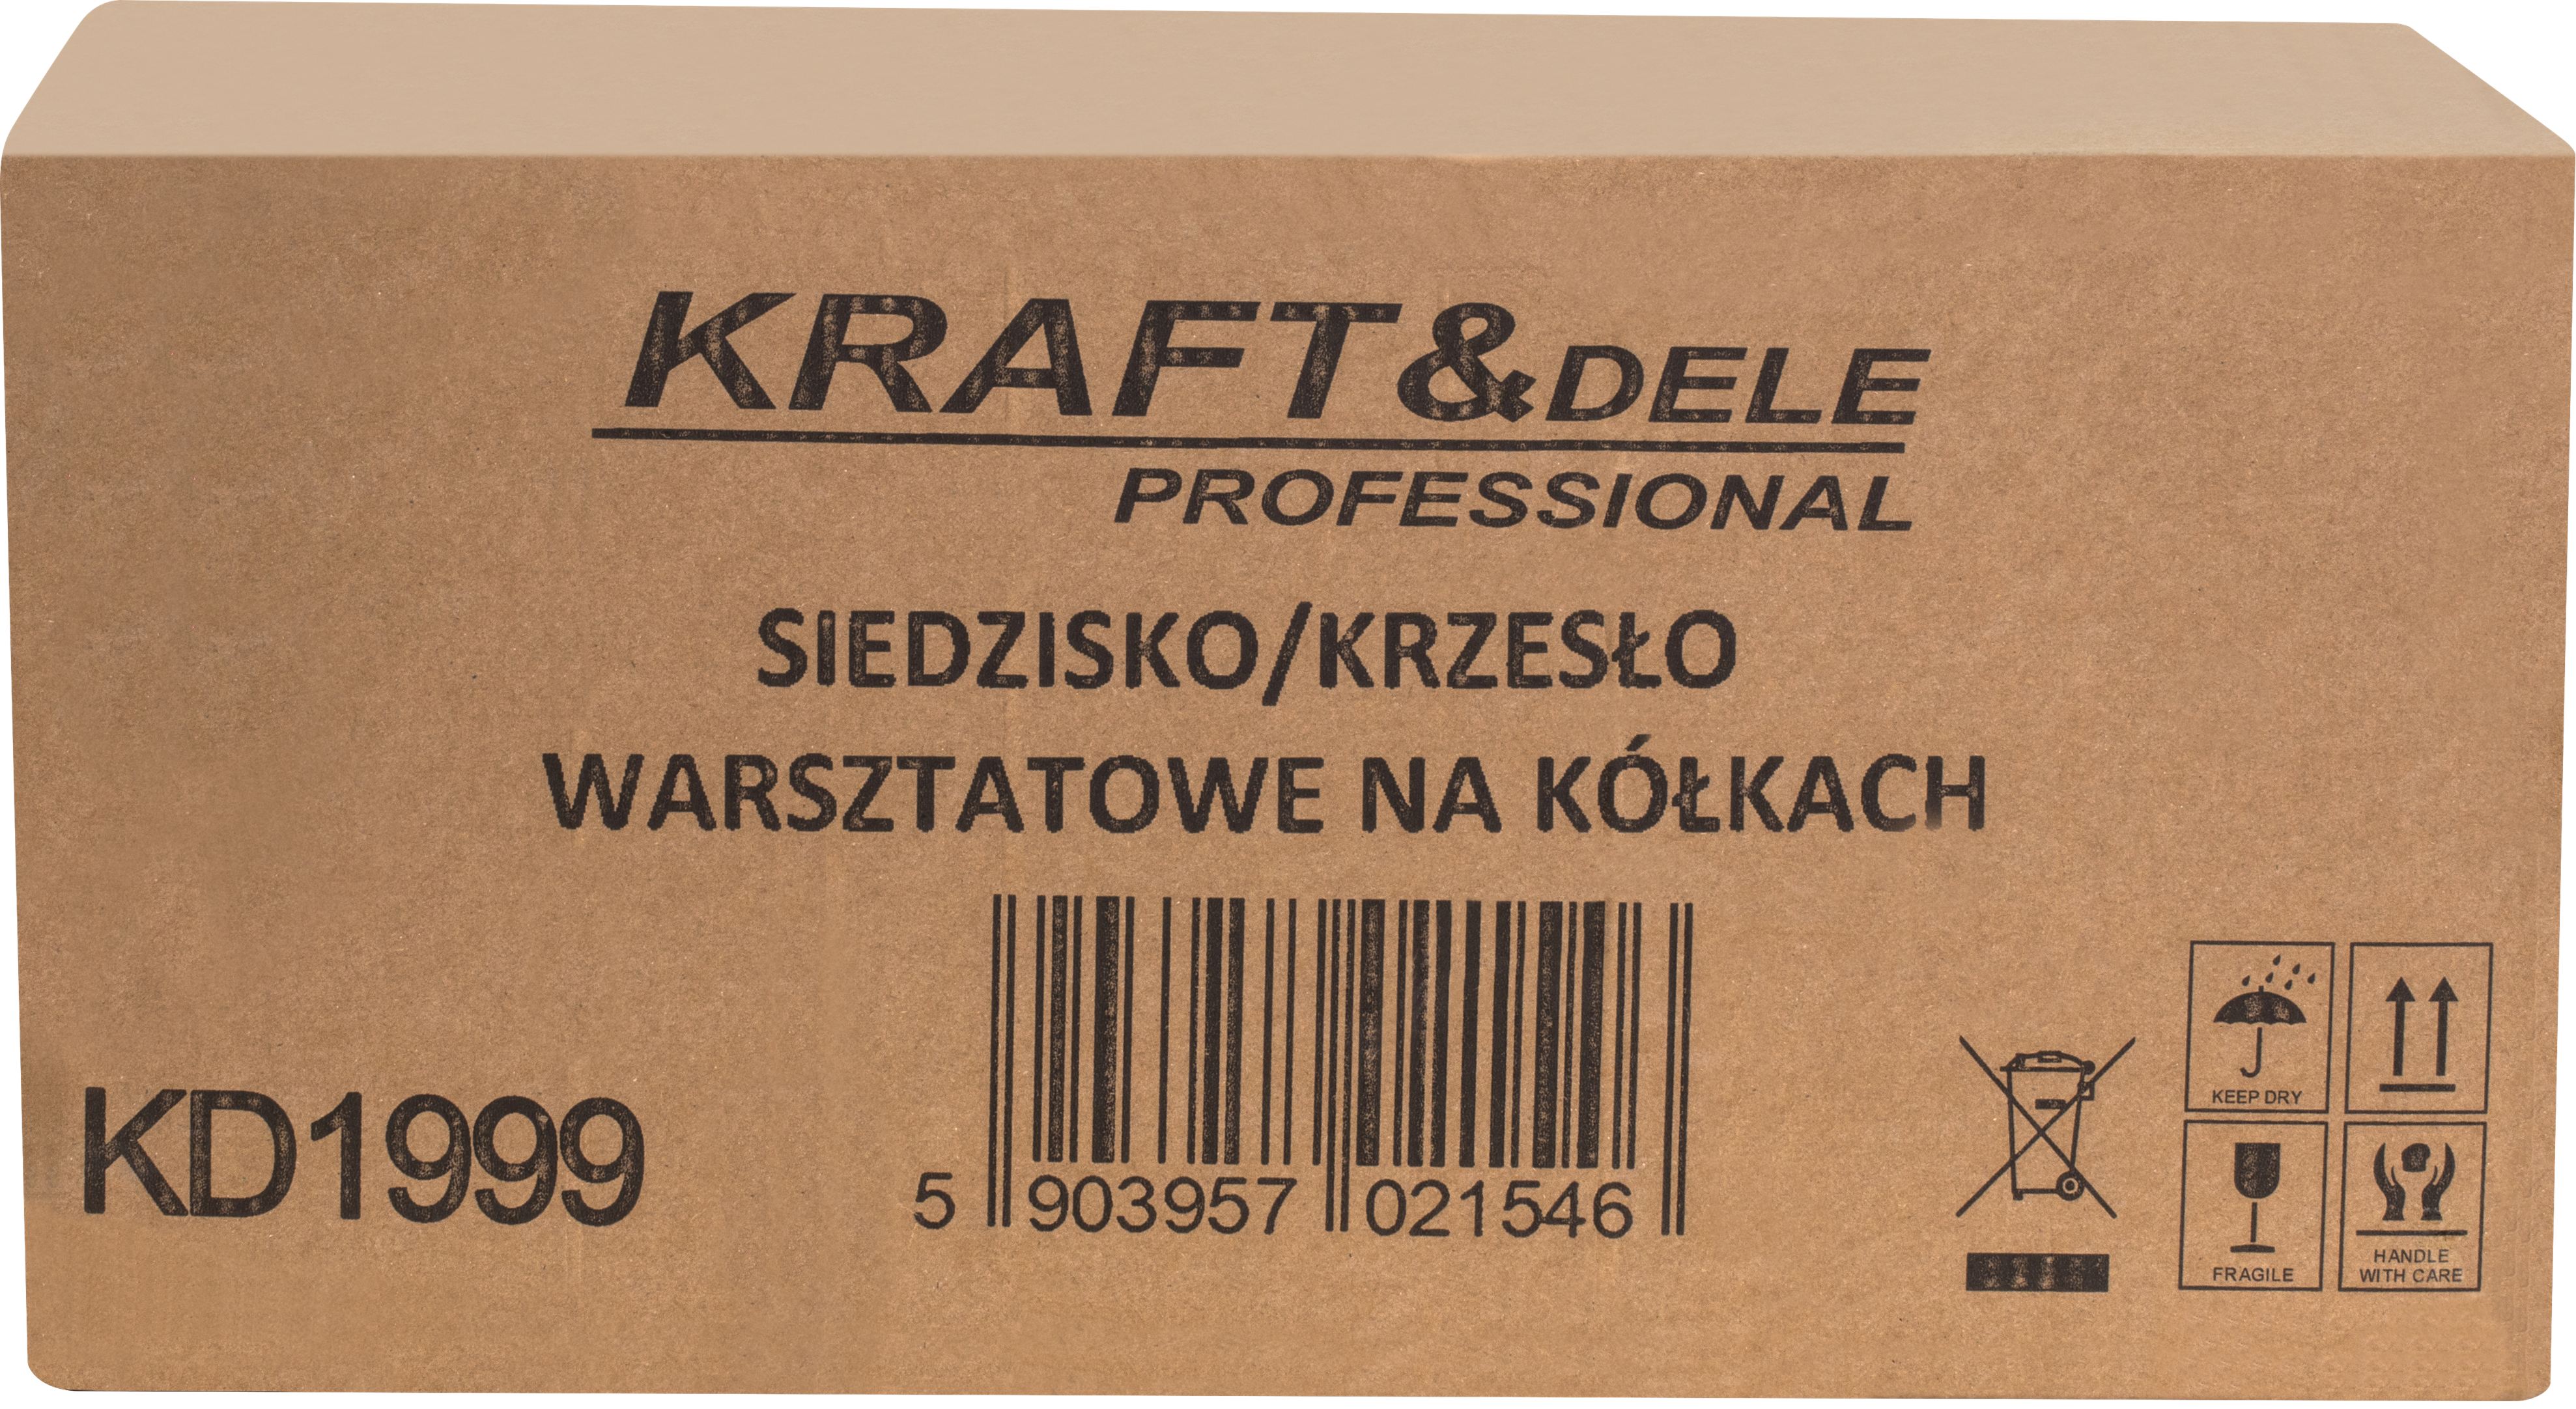 KRAFT&DELE
PROFESSIONAL
SIEDZISKO/KRZESŁO
WARSZTATOWE NA KÓŁKACH
KD1999
5 903957 021546
KEEP DRY
FRAGILE
HANDLE
WITH CARE